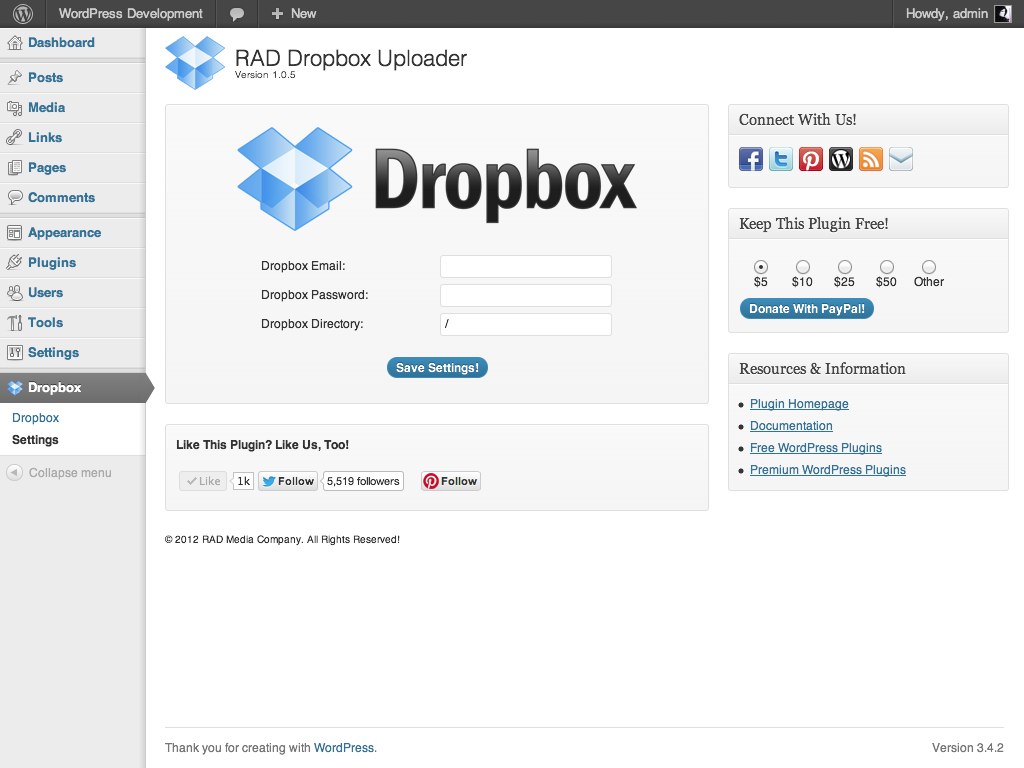 WordPress Development
New
Howdy, admin
Dashboard
Posts
Media
Links
Pages
Comments
Appearance
Plugins
Users
Tools
Settings
Dropbox
Dropbox
Settings
Collapse menu
RAD Dropbox Uploader
Version 1.0.5
Dropbox
Dropbox Email:
Dropbox Password:
Dropbox Directory:
/
Save Settings!
Like This Plugin? Like Us, Too!
Like
1k
Follow
5,519 followers
Follow
© 2012 RAD Media Company. All Rights Reserved!
Connect With Us!
Keep This Plugin Free!
$5 $10 $25 $50 Other
Donate With PayPal!
Resources & Information
Plugin Homepage
Documentation
Free WordPress Plugins
Premium WordPress Plugins
Thank you for creating with WordPress.
Version 3.4.2